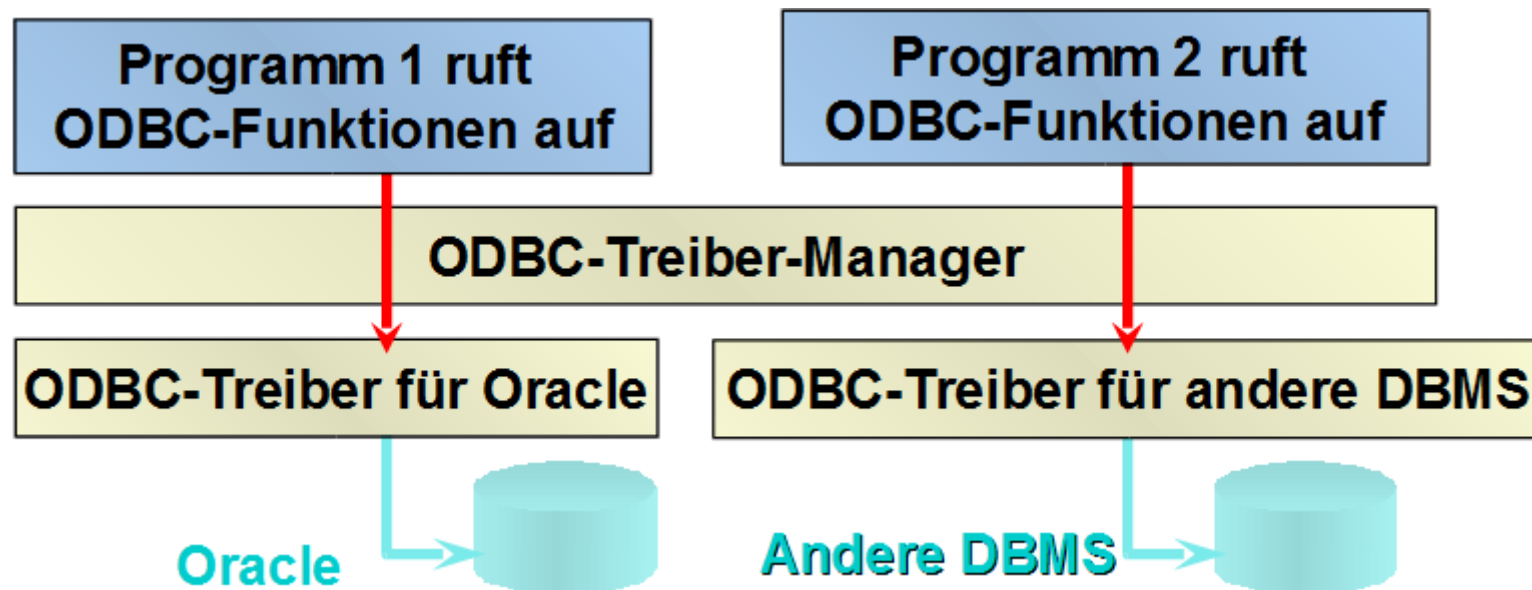 Programm 1 ruft
ODBC-Funktionen auf
Programm 2 ruft
ODBC-Funktionen auf
ODBC-Treiber-Manager
ODBC-Treiber für Oracle
ODBC-Treiber für andere DBMS
Oracle
Andere DBMS